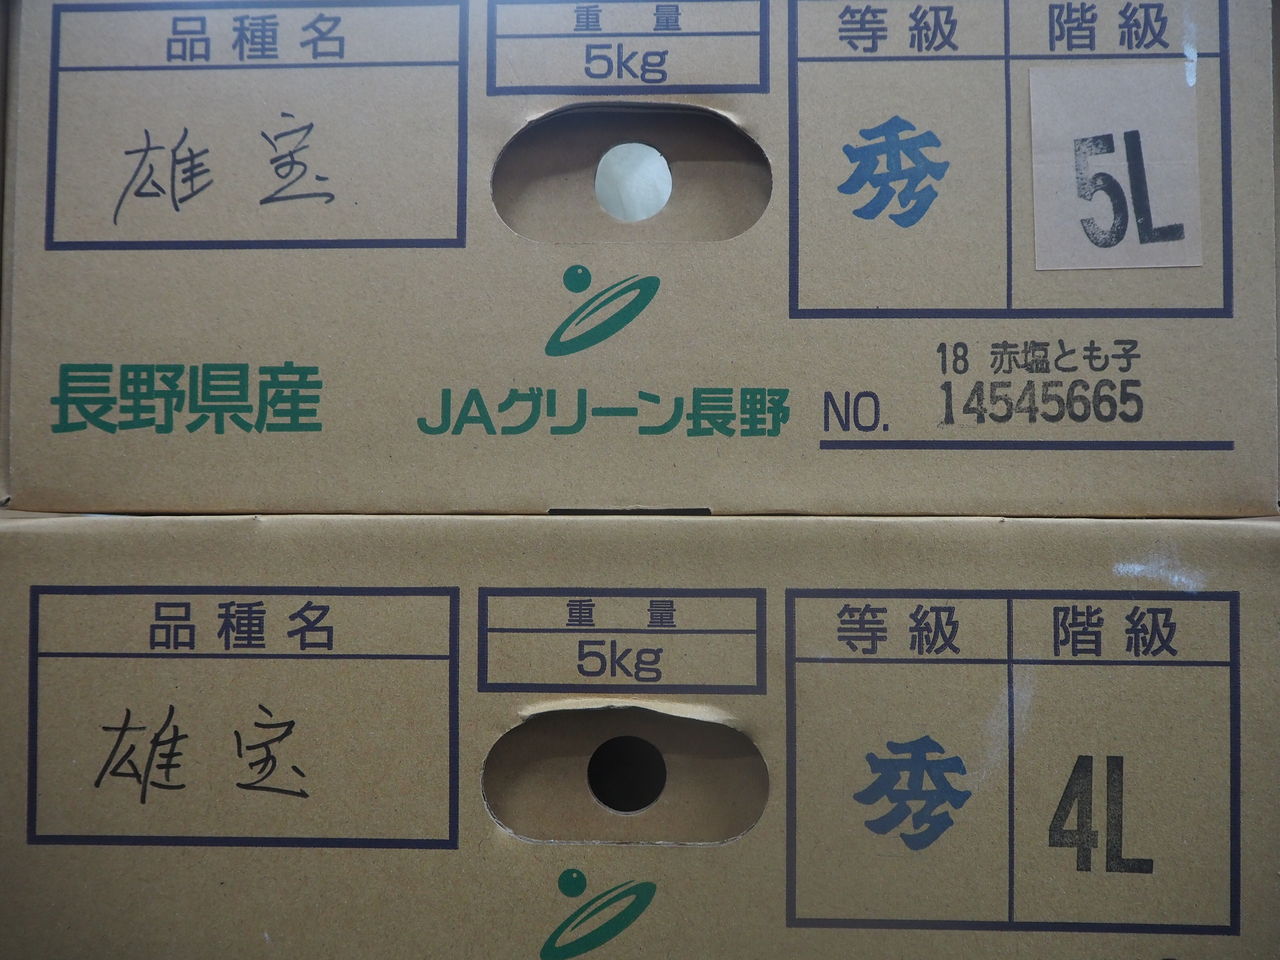 品種名 重量 等級 階級
5kg
雄宝 秀 5L
18 赤塩とも子
長野県産 JAグリーン長野 NO. 14545665
品種名 重量 等級 階級
5kg
雄宝 秀 4L